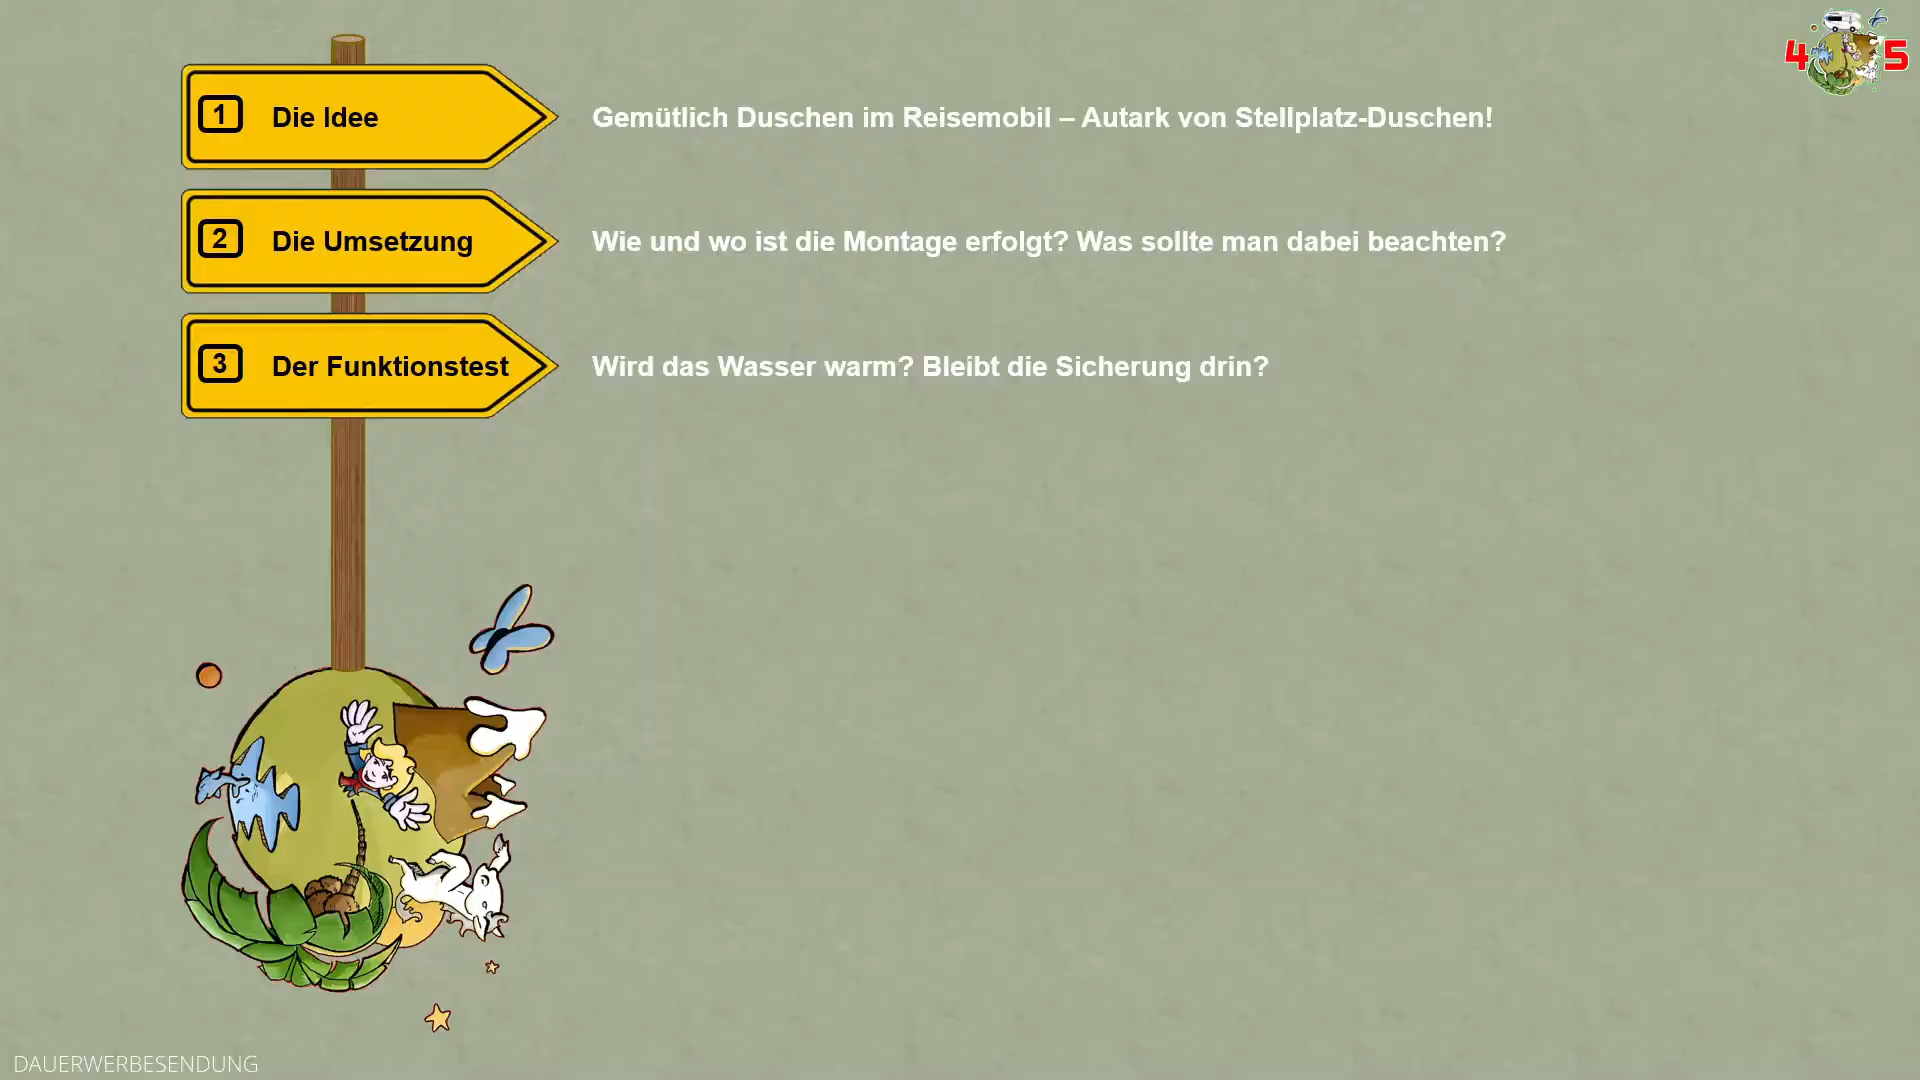 4 5
1 Die Idee Gemütlich Duschen im Reisemobil – Autark von Stellplatz-Duschen!
2 Die Umsetzung Wie und wo ist die Montage erfolgt? Was sollte man dabei beachten?
3 Der Funktionstest Wird das Wasser warm? Bleibt die Sicherung drin?
DAUERWERBESENDUNG